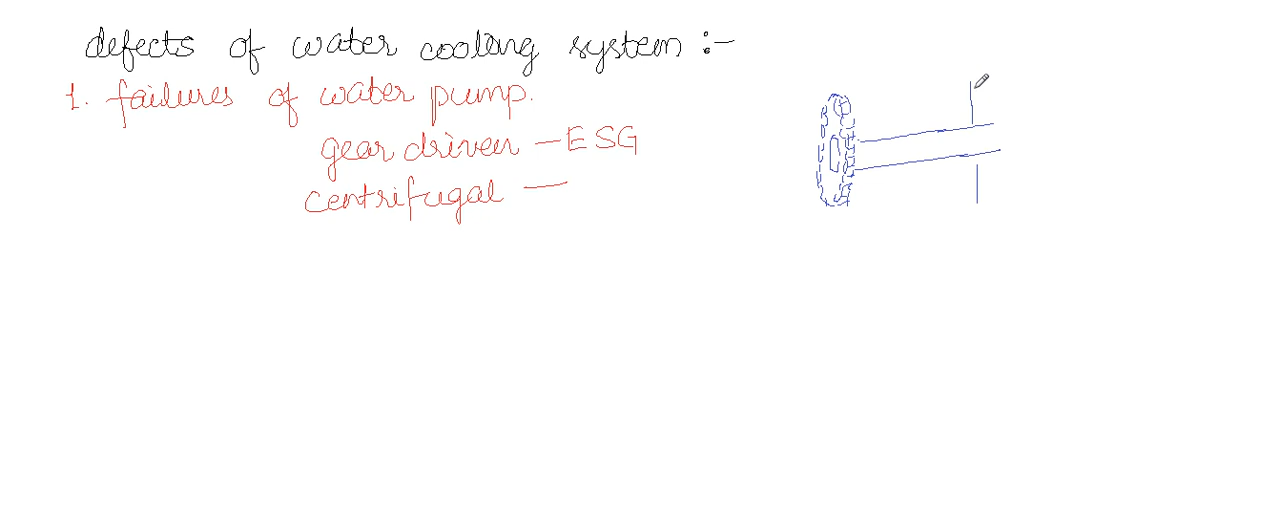 defects of water cooling system :-
1. failures of water pump.
gear driven - ESG
centrifugal -